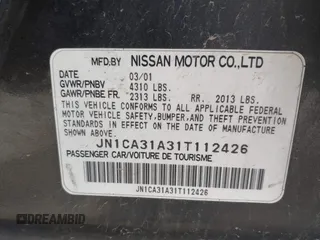 MFD.BY NISSAN MOTOR CO.,LTD
DATE 03/01
GVWR/PNBV 4310 LBS.
GAWR/PNBE FR. 2313 LBS. RR. 2013 LBS.
THIS VEHICLE CONFORMS TO ALL APPLICABLE FEDERAL
MOTOR VEHICLE SAFETY,BUMPER,AND THEFT PREVENTION
STANDARDS IN EFFECT ON THE DATE OF MANUFACTURE
SHOWN ABOVE.
JN1CA31A31T112426
PASSENGER CAR/VOITURE DE TOURISME
JN1CA31A31T112426
DREAMBID